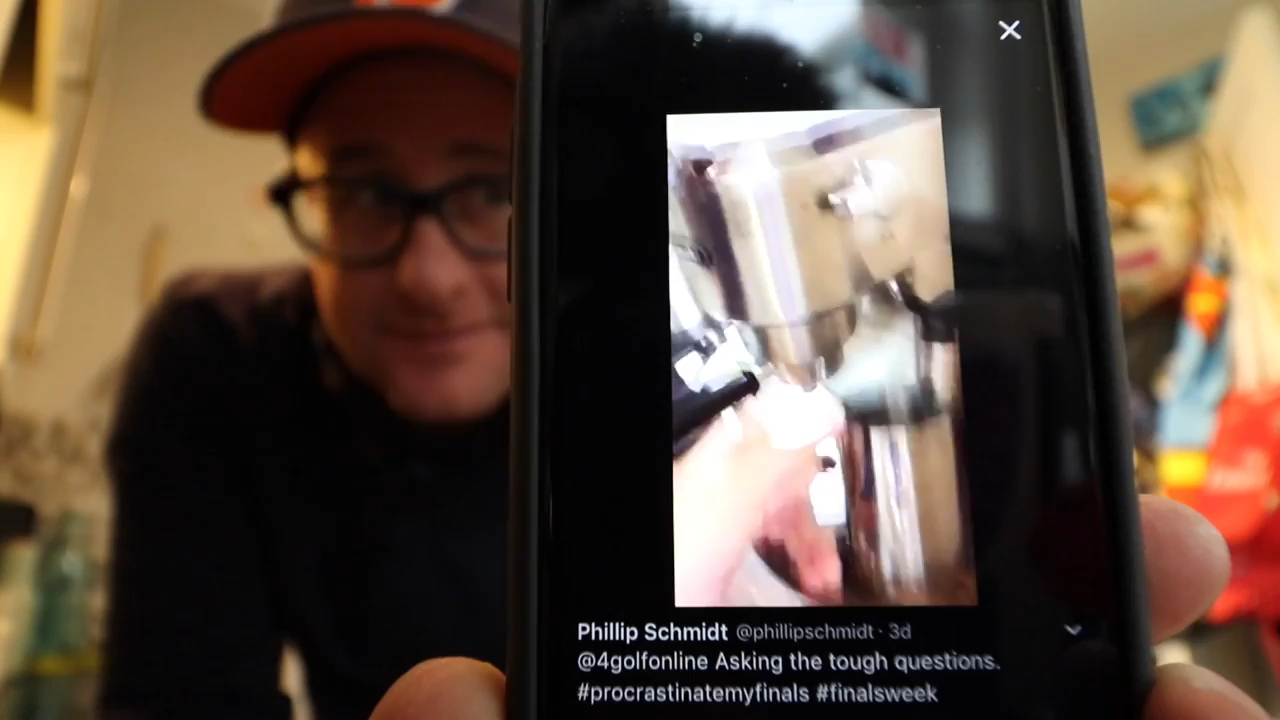 Phillip Schmidt @phillipschmidt · 3d
@4golfonline Asking the tough questions.
#procrastinatemyfinals #finalsweek